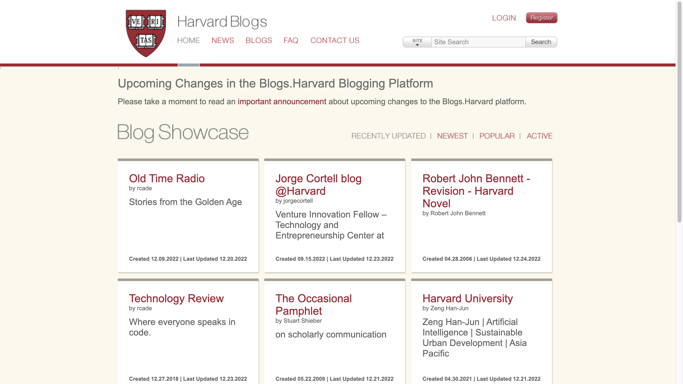 VE RI
TAS
Harvard Blogs
LOGIN
Register
HOME NEWS BLOGS FAQ CONTACT US
SITE
Site Search
Search
Upcoming Changes in the Blogs.Harvard Blogging Platform
Please take a moment to read an important announcement about upcoming changes to the Blogs.Harvard platform.
Blog Showcase
RECENTLY UPDATED | NEWEST | POPULAR | ACTIVE
Old Time Radio
by rcade
Stories from the Golden Age
Created 12.09.2022 | Last Updated 12.20.2022
Jorge Cortell blog
@Harvard
by jorgecortell
Venture Innovation Fellow –
Technology and
Entrepreneurship Center at
Created 09.15.2022 | Last Updated 12.23.2022
Robert John Bennett -
Revision - Harvard
Novel
by Robert John Bennett
Created 04.28.2006 | Last Updated 12.24.2022
Technology Review
by rcade
Where everyone speaks in
code.
Created 12.27.2018 | Last Updated 12.23.2022
The Occasional
Pamphlet
by Stuart Shieber
on scholarly communication
Created 05.22.2009 | Last Updated 12.21.2022
Harvard University
by Zeng Han-Jun
Zeng Han-Jun | Artificial
Intelligence | Sustainable
Urban Development | Asia
Pacific
Created 04.30.2021 | Last Updated 12.21.2022